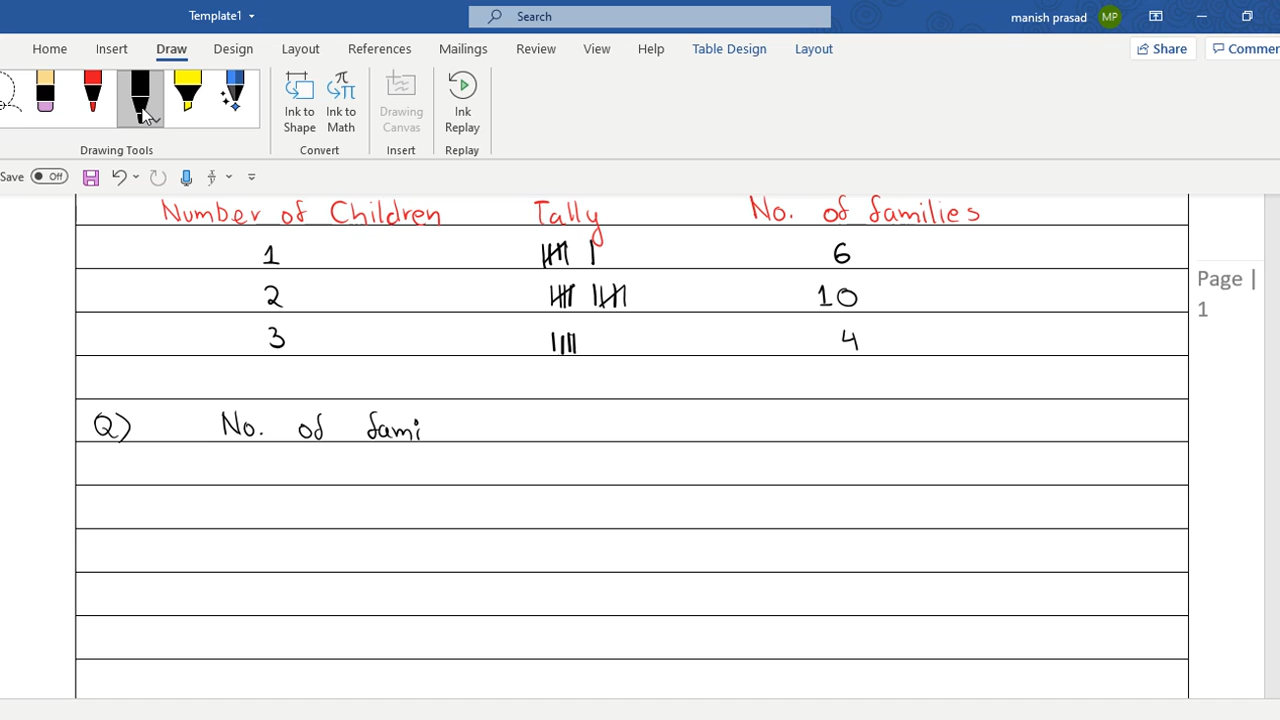 Template1
Search
manish prasad
MP
Home
Insert
Draw
Design
Layout
References
Mailings
Review
View
Help
Table Design
Layout
Share
Commer
Ink to Shape
Ink to Math
Drawing Canvas
Ink Replay
Drawing Tools
Convert
Insert
Replay
Save
Off
Number of Children Tally No. of families
1 6
2 10
3 4
Page |
1
Q) No. of fami